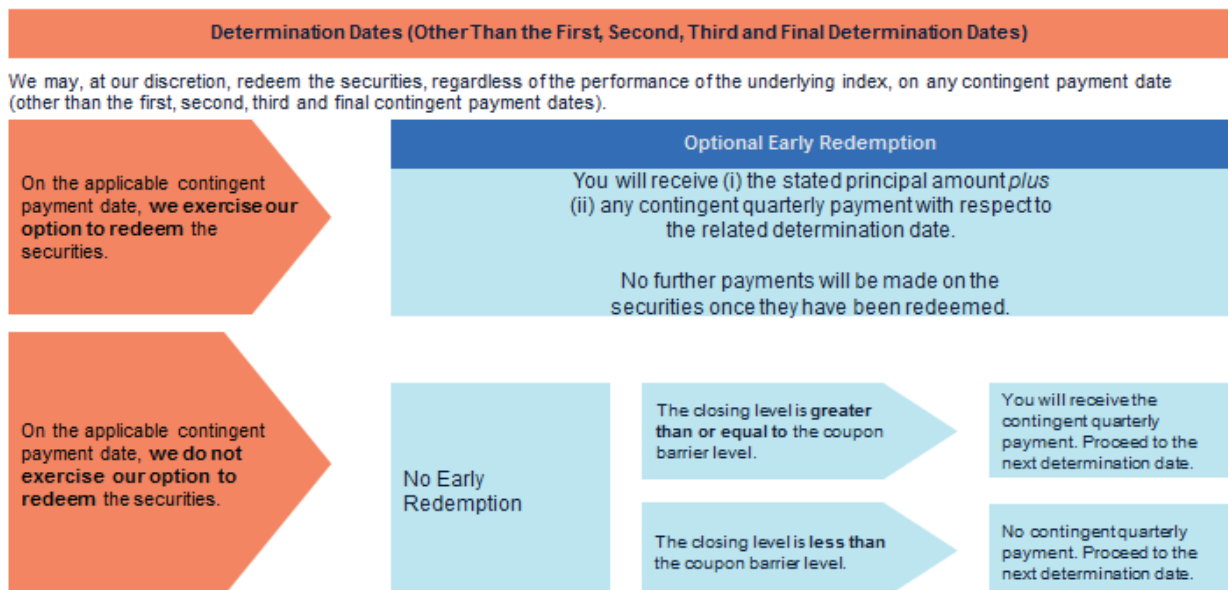 Determination Dates (Other Than the First, Second, Third and Final Determination Dates)
We may, at our discretion, redeem the securities, regardless of the performance of the underlying index, on any contingent payment date
(other than the first, second, third and final contingent payment dates).
On the applicable contingent
payment date, we exercise our
option to redeem the
securities.
Optional Early Redemption
You will receive (i) the stated principal amount plus
(ii) any contingent quarterly payment with respect to
the related determination date.
No further payments will be made on the
securities once they have been redeemed.
On the applicable contingent
payment date, we do not
exercise our option to
redeem the securities.
No Early
Redemption
The closing level is greater
than or equal to the coupon
barrier level.
You will receive the
contingent quarterly
payment. Proceed to the
next determination date.
The closing level is less than
the coupon barrier level.
No contingent quarterly
payment. Proceed to the
next determination date.